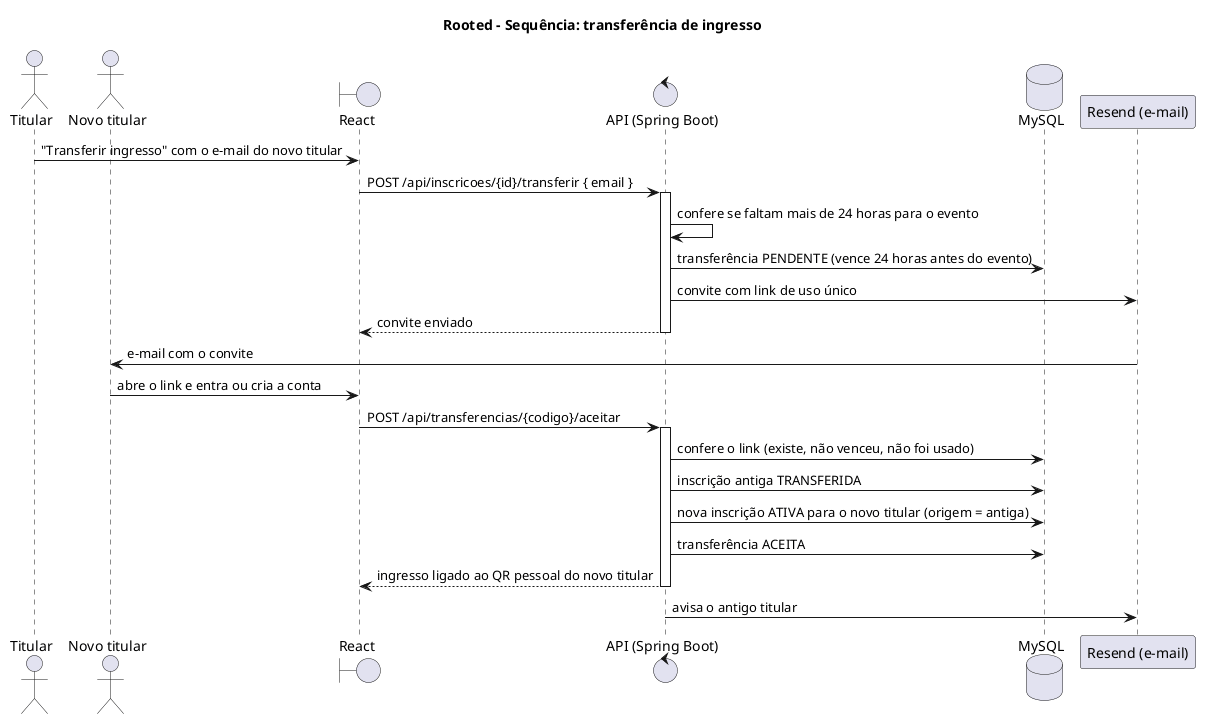 Rooted - Sequência: transferência de ingresso
Titular
Novo titular
React
API (Spring Boot)
MySQL
Resend (e-mail)
"Transferir ingresso" com o e-mail do novo titular
POST /api/inscricoes/{id}/transferir { email }
confere se faltam mais de 24 horas para o evento
transferência PENDENTE (vence 24 horas antes do evento)
convite com link de uso único
convite enviado
e-mail com o convite
abre o link e entra ou cria a conta
POST /api/transferencias/{codigo}/aceitar
confere o link (existe, não venceu, não foi usado)
inscrição antiga TRANSFERIDA
nova inscrição ATIVA para o novo titular (origem = antiga)
transferência ACEITA
ingresso ligado ao QR pessoal do novo titular
avisa o antigo titular
Titular
Novo titular
React
API (Spring Boot)
MySQL
Resend (e-mail)